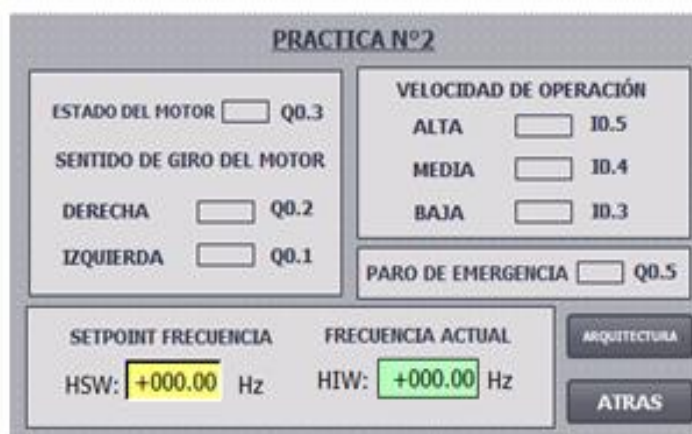 PRACTICA Nº2
ESTADO DEL MOTOR Q0.3
SENTIDO DE GIRO DEL MOTOR
DERECHA Q0.2
IZQUIERDA Q0.1
VELOCIDAD DE OPERACIÓN
ALTA I0.5
MEDIA I0.4
BAJA I0.3
PARO DE EMERGENCIA Q0.5
SETPOINT FRECUENCIA
HSW: +000.00 Hz
FRECUENCIA ACTUAL
HIW: +000.00 Hz
ARQUITECTURA
ATRAS